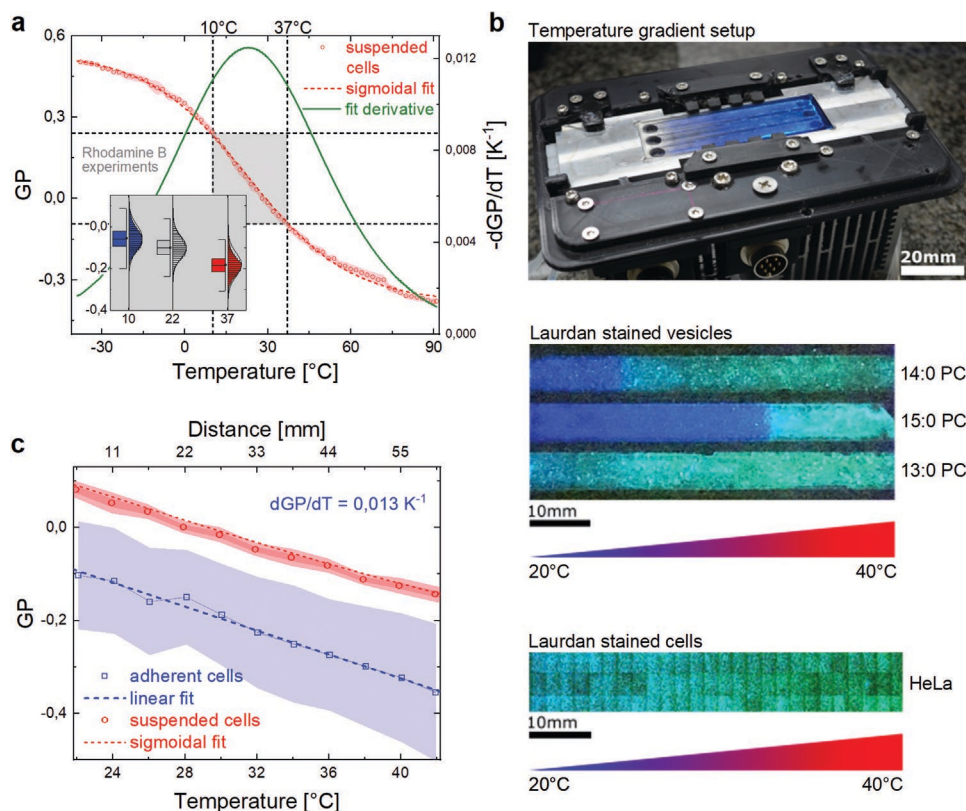 a
10°C
37°C
0,6
0,3
0,0
-0,3
GP
suspended
cells
sigmoidal fit
fit derivative
Rhodamine B
experiments
-0,0
-0,2
-0,4
10
22
37
0,012
0,008
0,004
0,000
-dGP/dT [K⁻¹]
-30
0
30
60
90
Temperature [°C]
b
Temperature gradient setup
20mm
Laurdan stained vesicles
14:0 PC
15:0 PC
13:0 PC
10mm
20°C
40°C
Laurdan stained cells
HeLa
10mm
20°C
40°C
c
Distance [mm]
11
22
33
44
55
dGP/dT = 0,013 K⁻¹
0,0
-0,2
-0,4
GP
adherent cells
linear fit
suspended cells
sigmoidal fit
24
28
32
36
40
Temperature [°C]